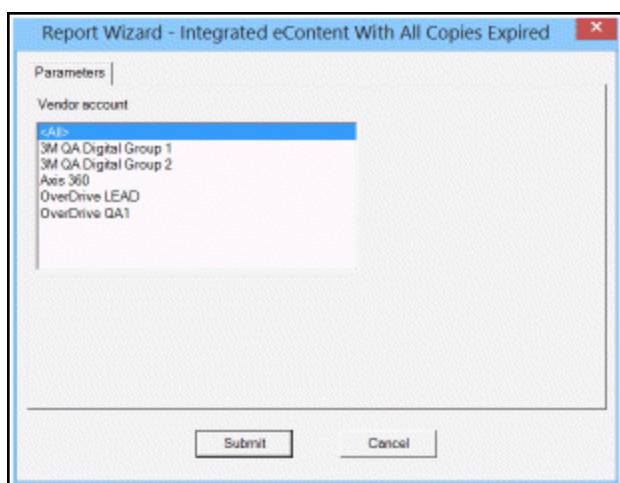 Report Wizard - Integrated eContent With All Copies Expired
Parameters
Vendor account
<All>
3M QA Digital Group 1
3M QA Digital Group 2
Axis 360
OverDrive LEAD
OverDrive QA1
Submit
Cancel